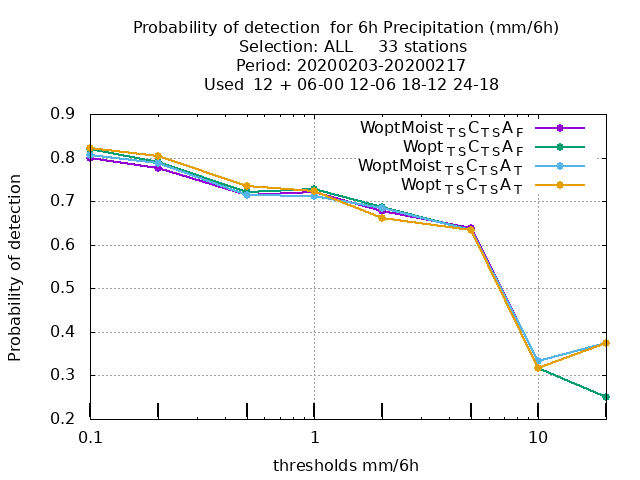 Probability of detection  for 6h Precipitation (mm/6h)
Selection: ALL     33 stations
Period: 20200203-20200217
Used  12 + 06-00 12-06 18-12 24-18
WoptMoist TS C TS A F
Wopt TS C TS A F
WoptMoist TS C TS A T
Wopt TS C TS A T
0.9
0.8
0.7
0.6
0.5
0.4
0.3
0.2
Probability of detection
0.1 1 10
thresholds mm/6h